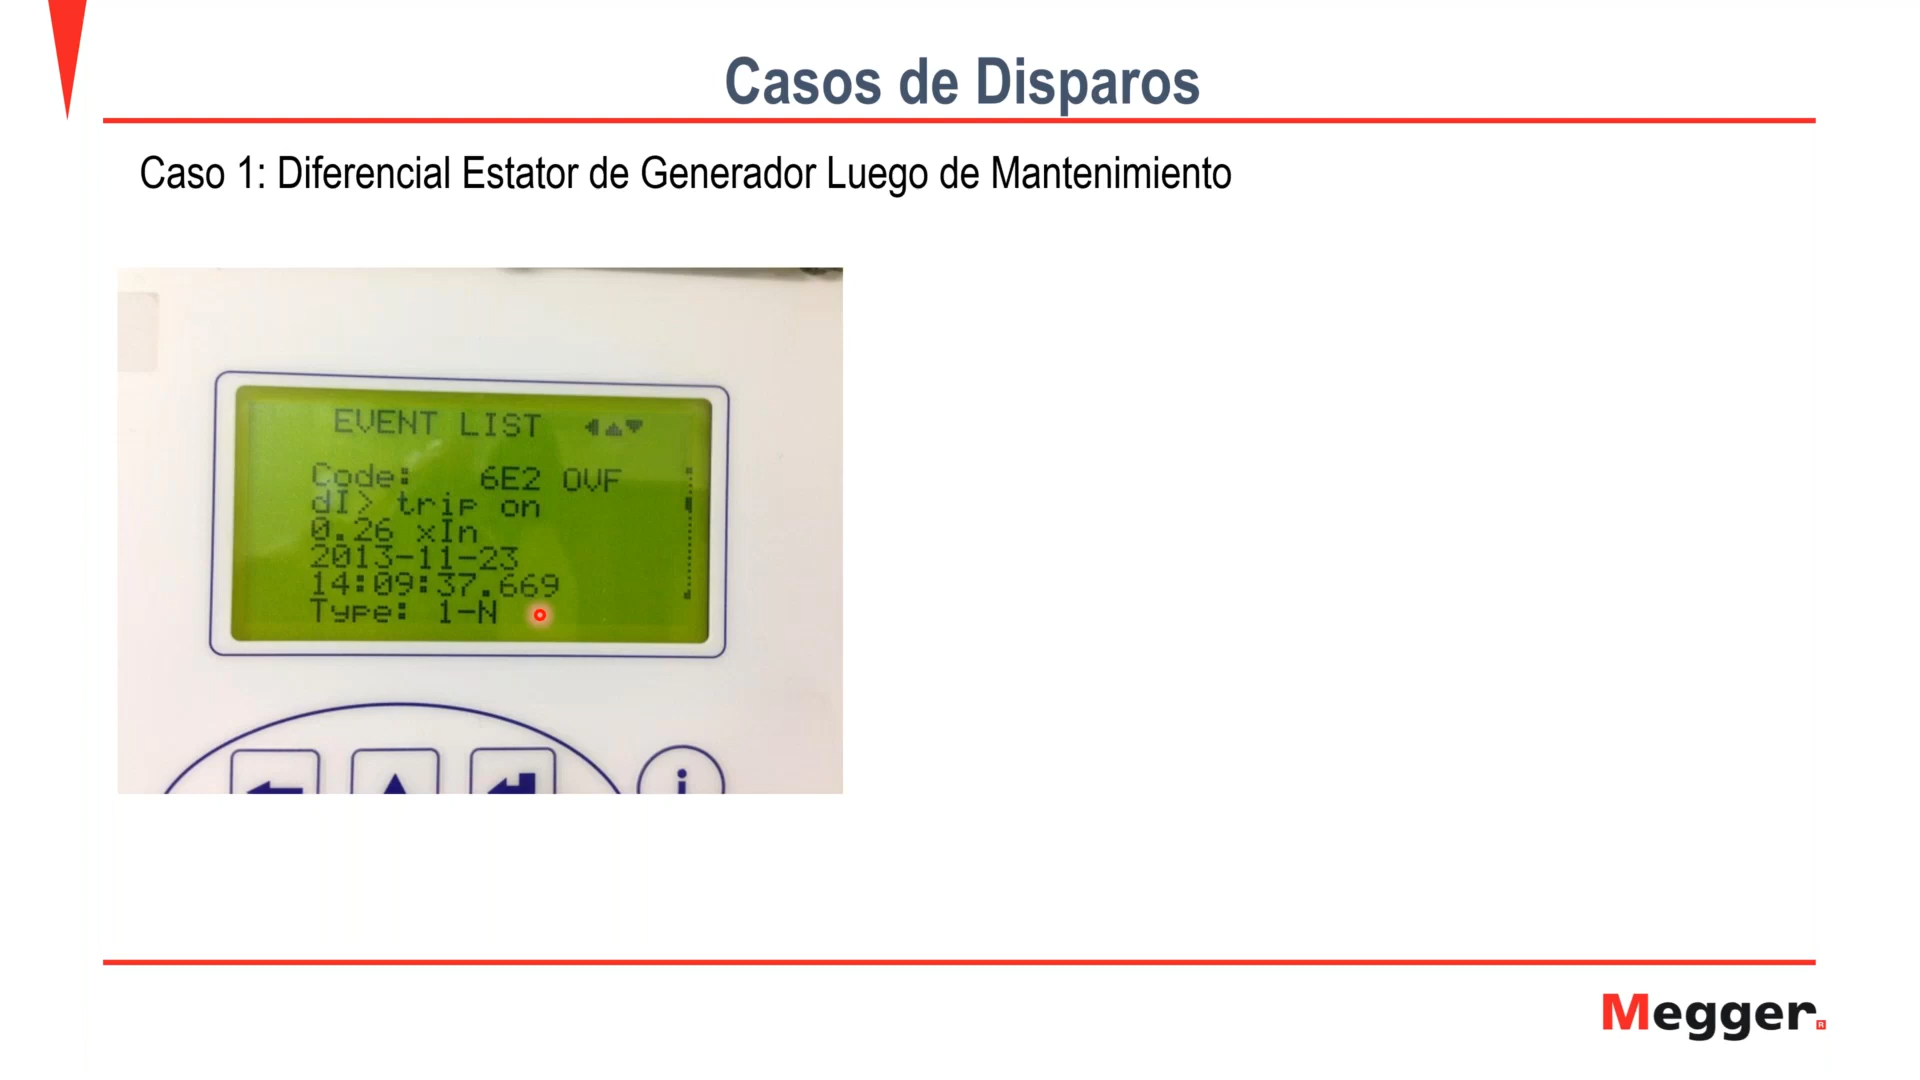 Casos de Disparos
Caso 1: Diferencial Estator de Generador Luego de Mantenimiento
EVENT LIST
Code: 6E2 OVF
dI> trip on
0.26 xIn
2013-11-23
14:09:37.669
Type: 1-N
i
Megger